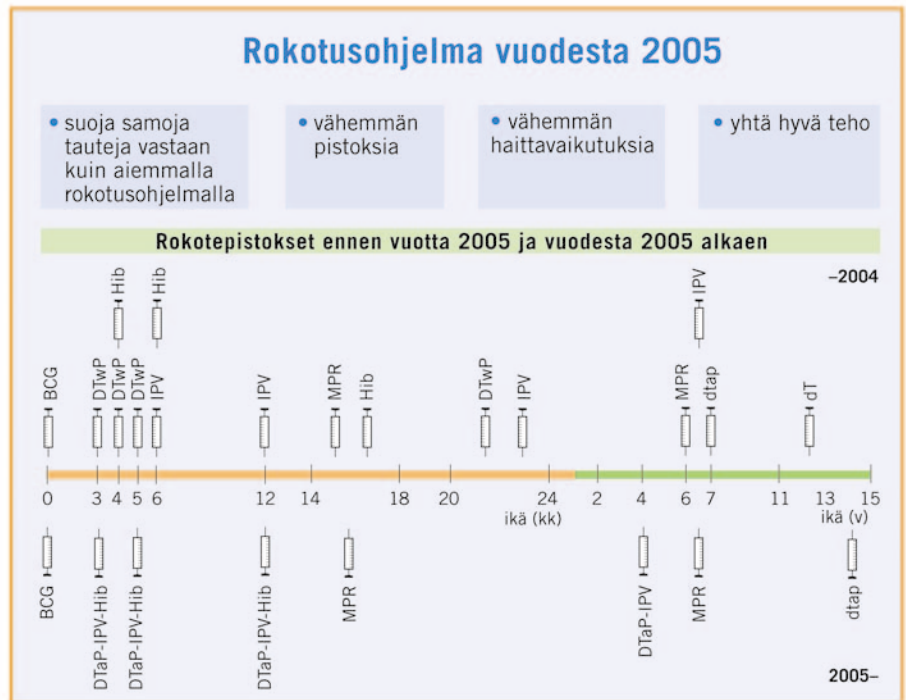 Rokotusohjelma vuodesta 2005
• suoja samoja
tauteja vastaan
kuin aiemmalla
rokotusohjelmalla
• vähemmän
pistoksia
• vähemmän
haittavaikutuksia
• yhtä hyvä teho
Rokotepistokset ennen vuotta 2005 ja vuodesta 2005 alkaen
–2004
Hib Hib IPV
BCG DTwP DTwP DTwP IPV IPV MPR Hib DTwP IPV MPR dtap dT
0 3 4 5 6 12 14 18 20 24 2 4 6 7 11 13 15
ikä (kk) ikä (v)
BCG DTaP-IPV-Hib DTaP-IPV-Hib DTaP-IPV-Hib MPR DTaP-IPV MPR dtap
2005–